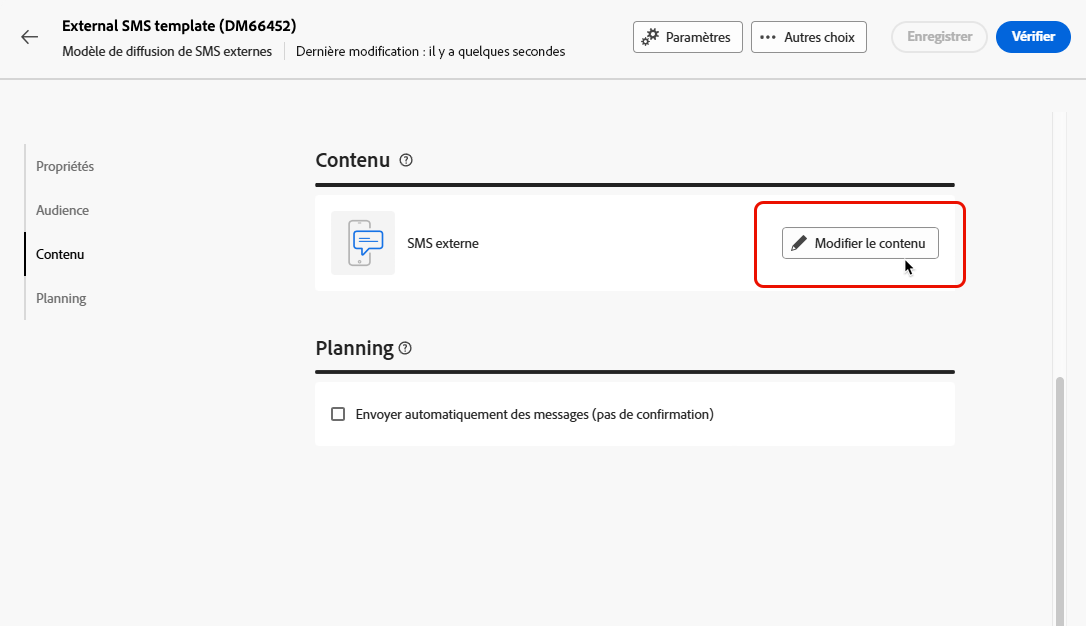 External SMS template (DM66452)
Modèle de diffusion de SMS externes
Dernière modification : il y a quelques secondes
Paramètres
Autres choix
Enregistrer
Vérifier
Propriétés
Audience
Contenu
Planning
Contenu
SMS externe
Modifier le contenu
Planning
Envoyer automatiquement des messages (pas de confirmation)